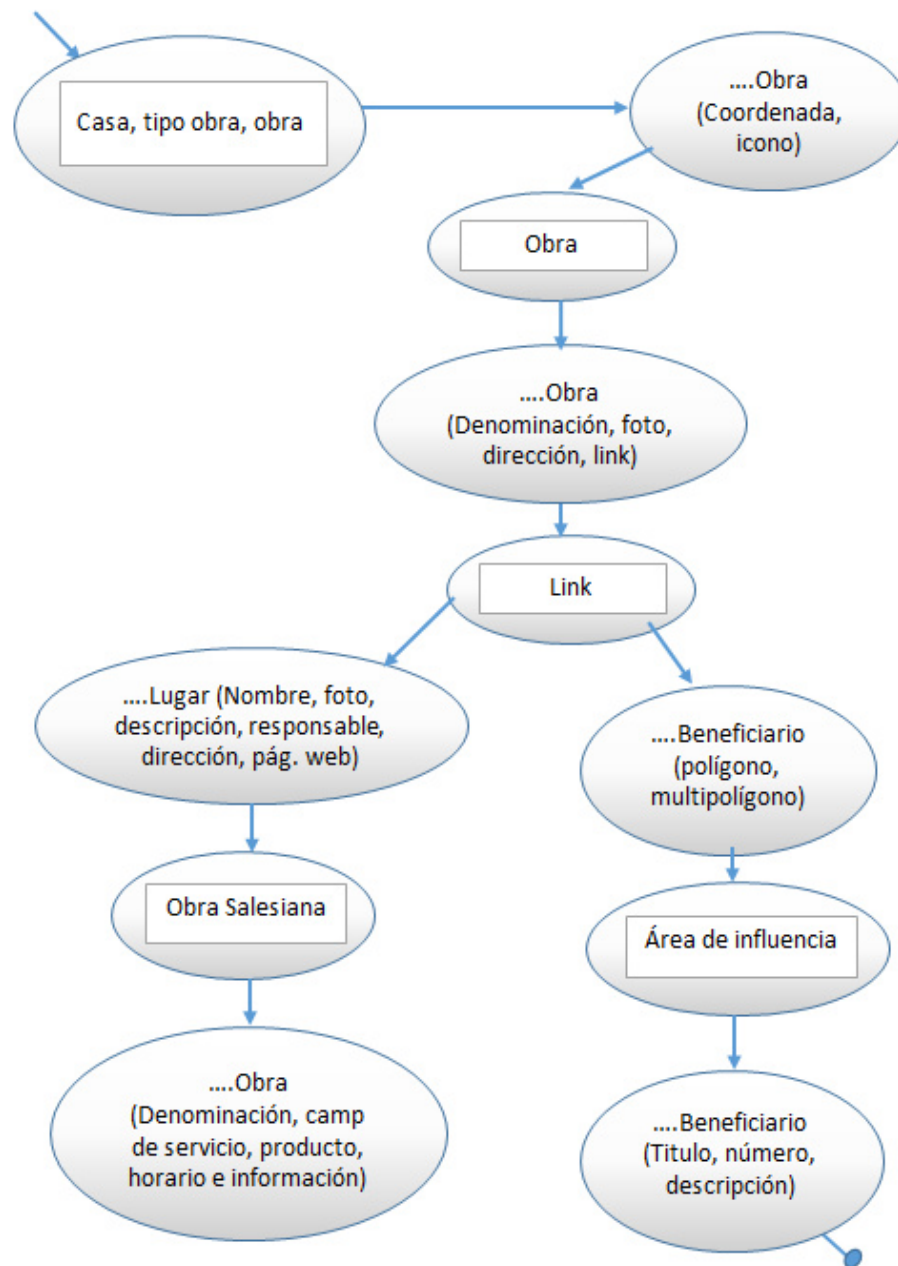 Casa, tipo obra, obra
....Obra
(Coordenada,
icono)
Obra
....Obra
(Denominación, foto,
dirección, link)
Link
....Lugar (Nombre, foto,
descripción, responsable,
dirección, pág. web)
....Beneficiario
(polígono,
multipolígono)
Obra Salesiana
Área de influencia
....Obra
(Denominación, camp
de servicio, producto,
horario e información)
....Beneficiario
(Titulo, número,
descripción)